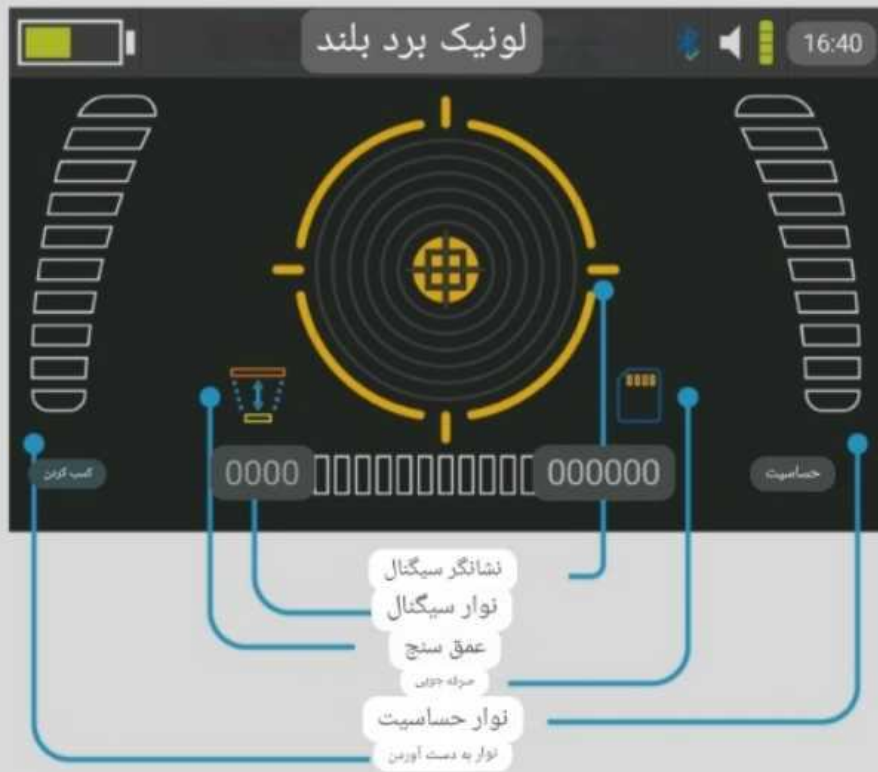 لونیک برد بلند
16:40
کسب کردن
0000
000000
حساسیت
نشانگر سیگنال
نوار سیگنال
عمق سنج
صرفه جویی
نوار حساسیت
نوار به دست آوردن